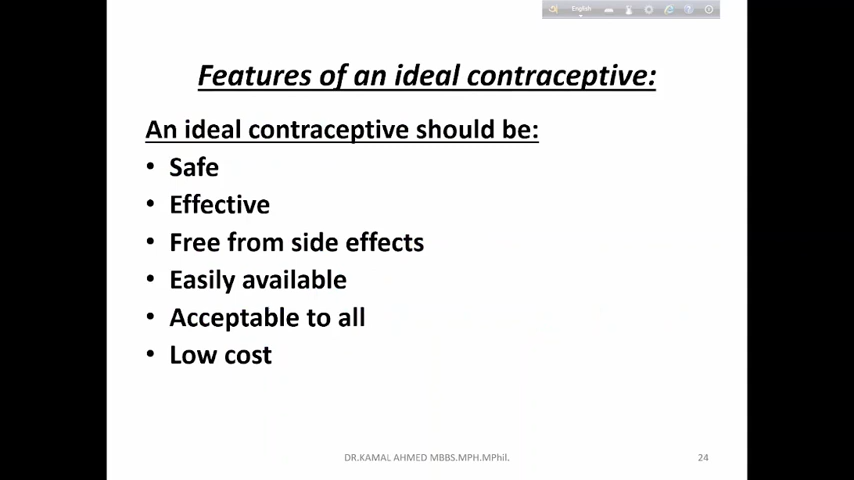 English
Features of an ideal contraceptive:
An ideal contraceptive should be:
• Safe
• Effective
• Free from side effects
• Easily available
• Acceptable to all
• Low cost
DR.KAMAL AHMED MBBS.MPH.MPhil.
24